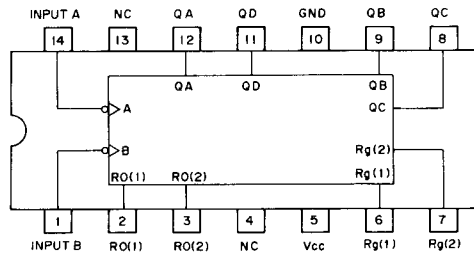 INPUT A NC QA QD GND QB QC
14 13 12 11 10 9 8
QA QD QB
A QC
B Rg(2)
RO(1) RO(2) Rg(1)
1 2 3 4 5 6 7
INPUT B RO(1) RO(2) NC Vcc Rg(1) Rg(2)